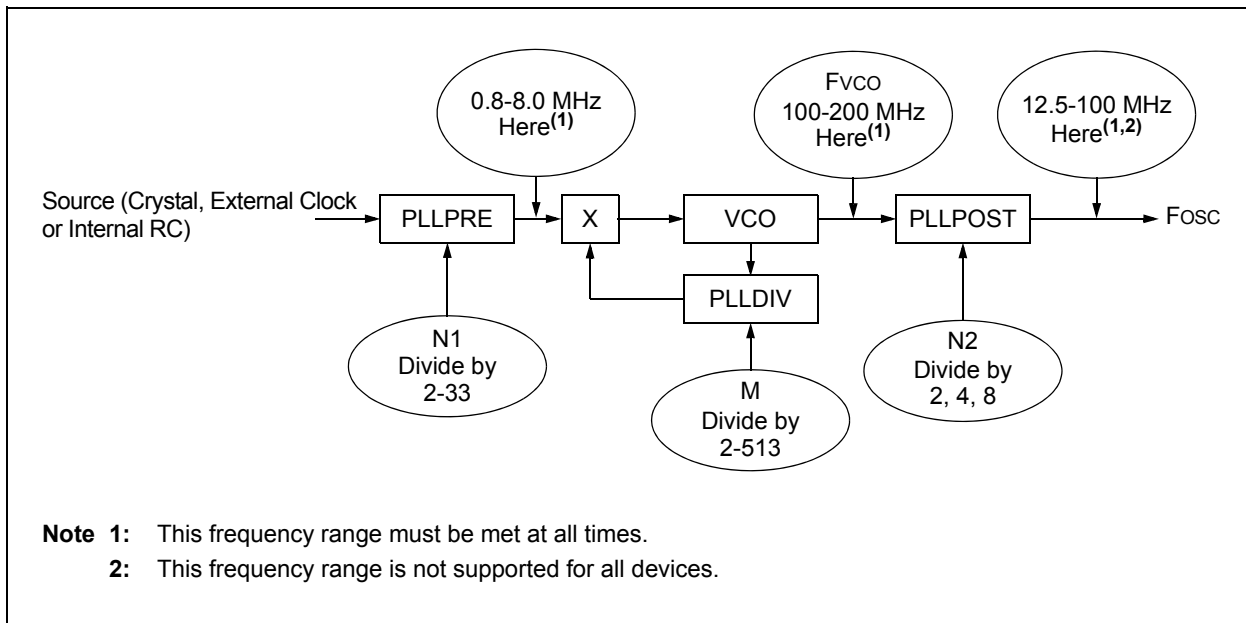 0.8-8.0 MHz
Here(1)
FVCO
100-200 MHz
Here(1)
12.5-100 MHz
Here(1,2)
Source (Crystal, External Clock
or Internal RC)
PLLPRE
X
VCO
PLLPOST
FOSC
PLLDIV
N1
Divide by
2-33
M
Divide by
2-513
N2
Divide by
2, 4, 8
Note 1: This frequency range must be met at all times.
2: This frequency range is not supported for all devices.